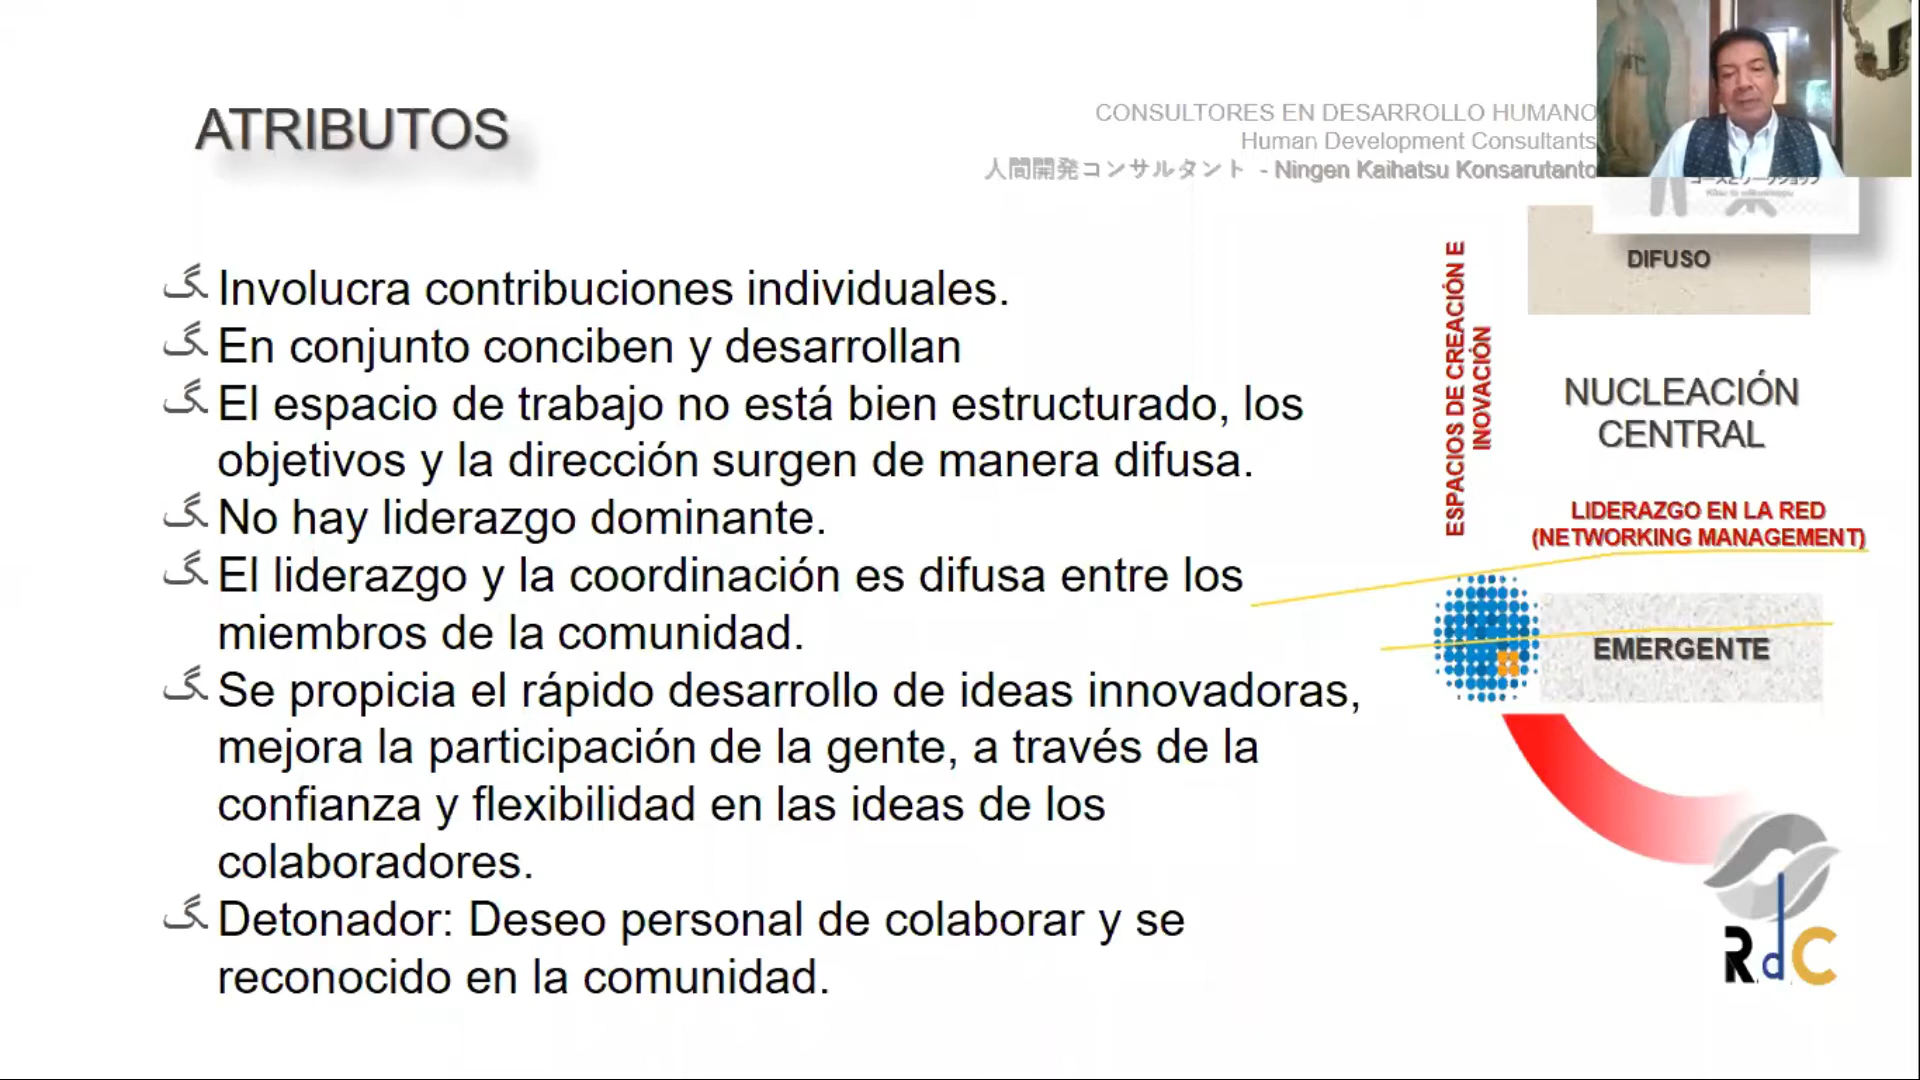 ATRIBUTOS
CONSULTORES EN DESARROLLO HUMANO
Human Development Consultants
人間開発コンサルタント - Ningen Kaihatsu Konsarutanto
Involucra contribuciones individuales.
En conjunto conciben y desarrollan
El espacio de trabajo no está bien estructurado, los
objetivos y la dirección surgen de manera difusa.
No hay liderazgo dominante.
El liderazgo y la coordinación es difusa entre los
miembros de la comunidad.
Se propicia el rápido desarrollo de ideas innovadoras,
mejora la participación de la gente, a través de la
confianza y flexibilidad en las ideas de los
colaboradores.
Detonador: Deseo personal de colaborar y se
reconocido en la comunidad.
ESPACIOS DE CREACIÓN E
INOVACIÓN
DIFUSO
NUCLEACIÓN
CENTRAL
LIDERAZGO EN LA RED
(NETWORKING MANAGEMENT)
EMERGENTE
RdC